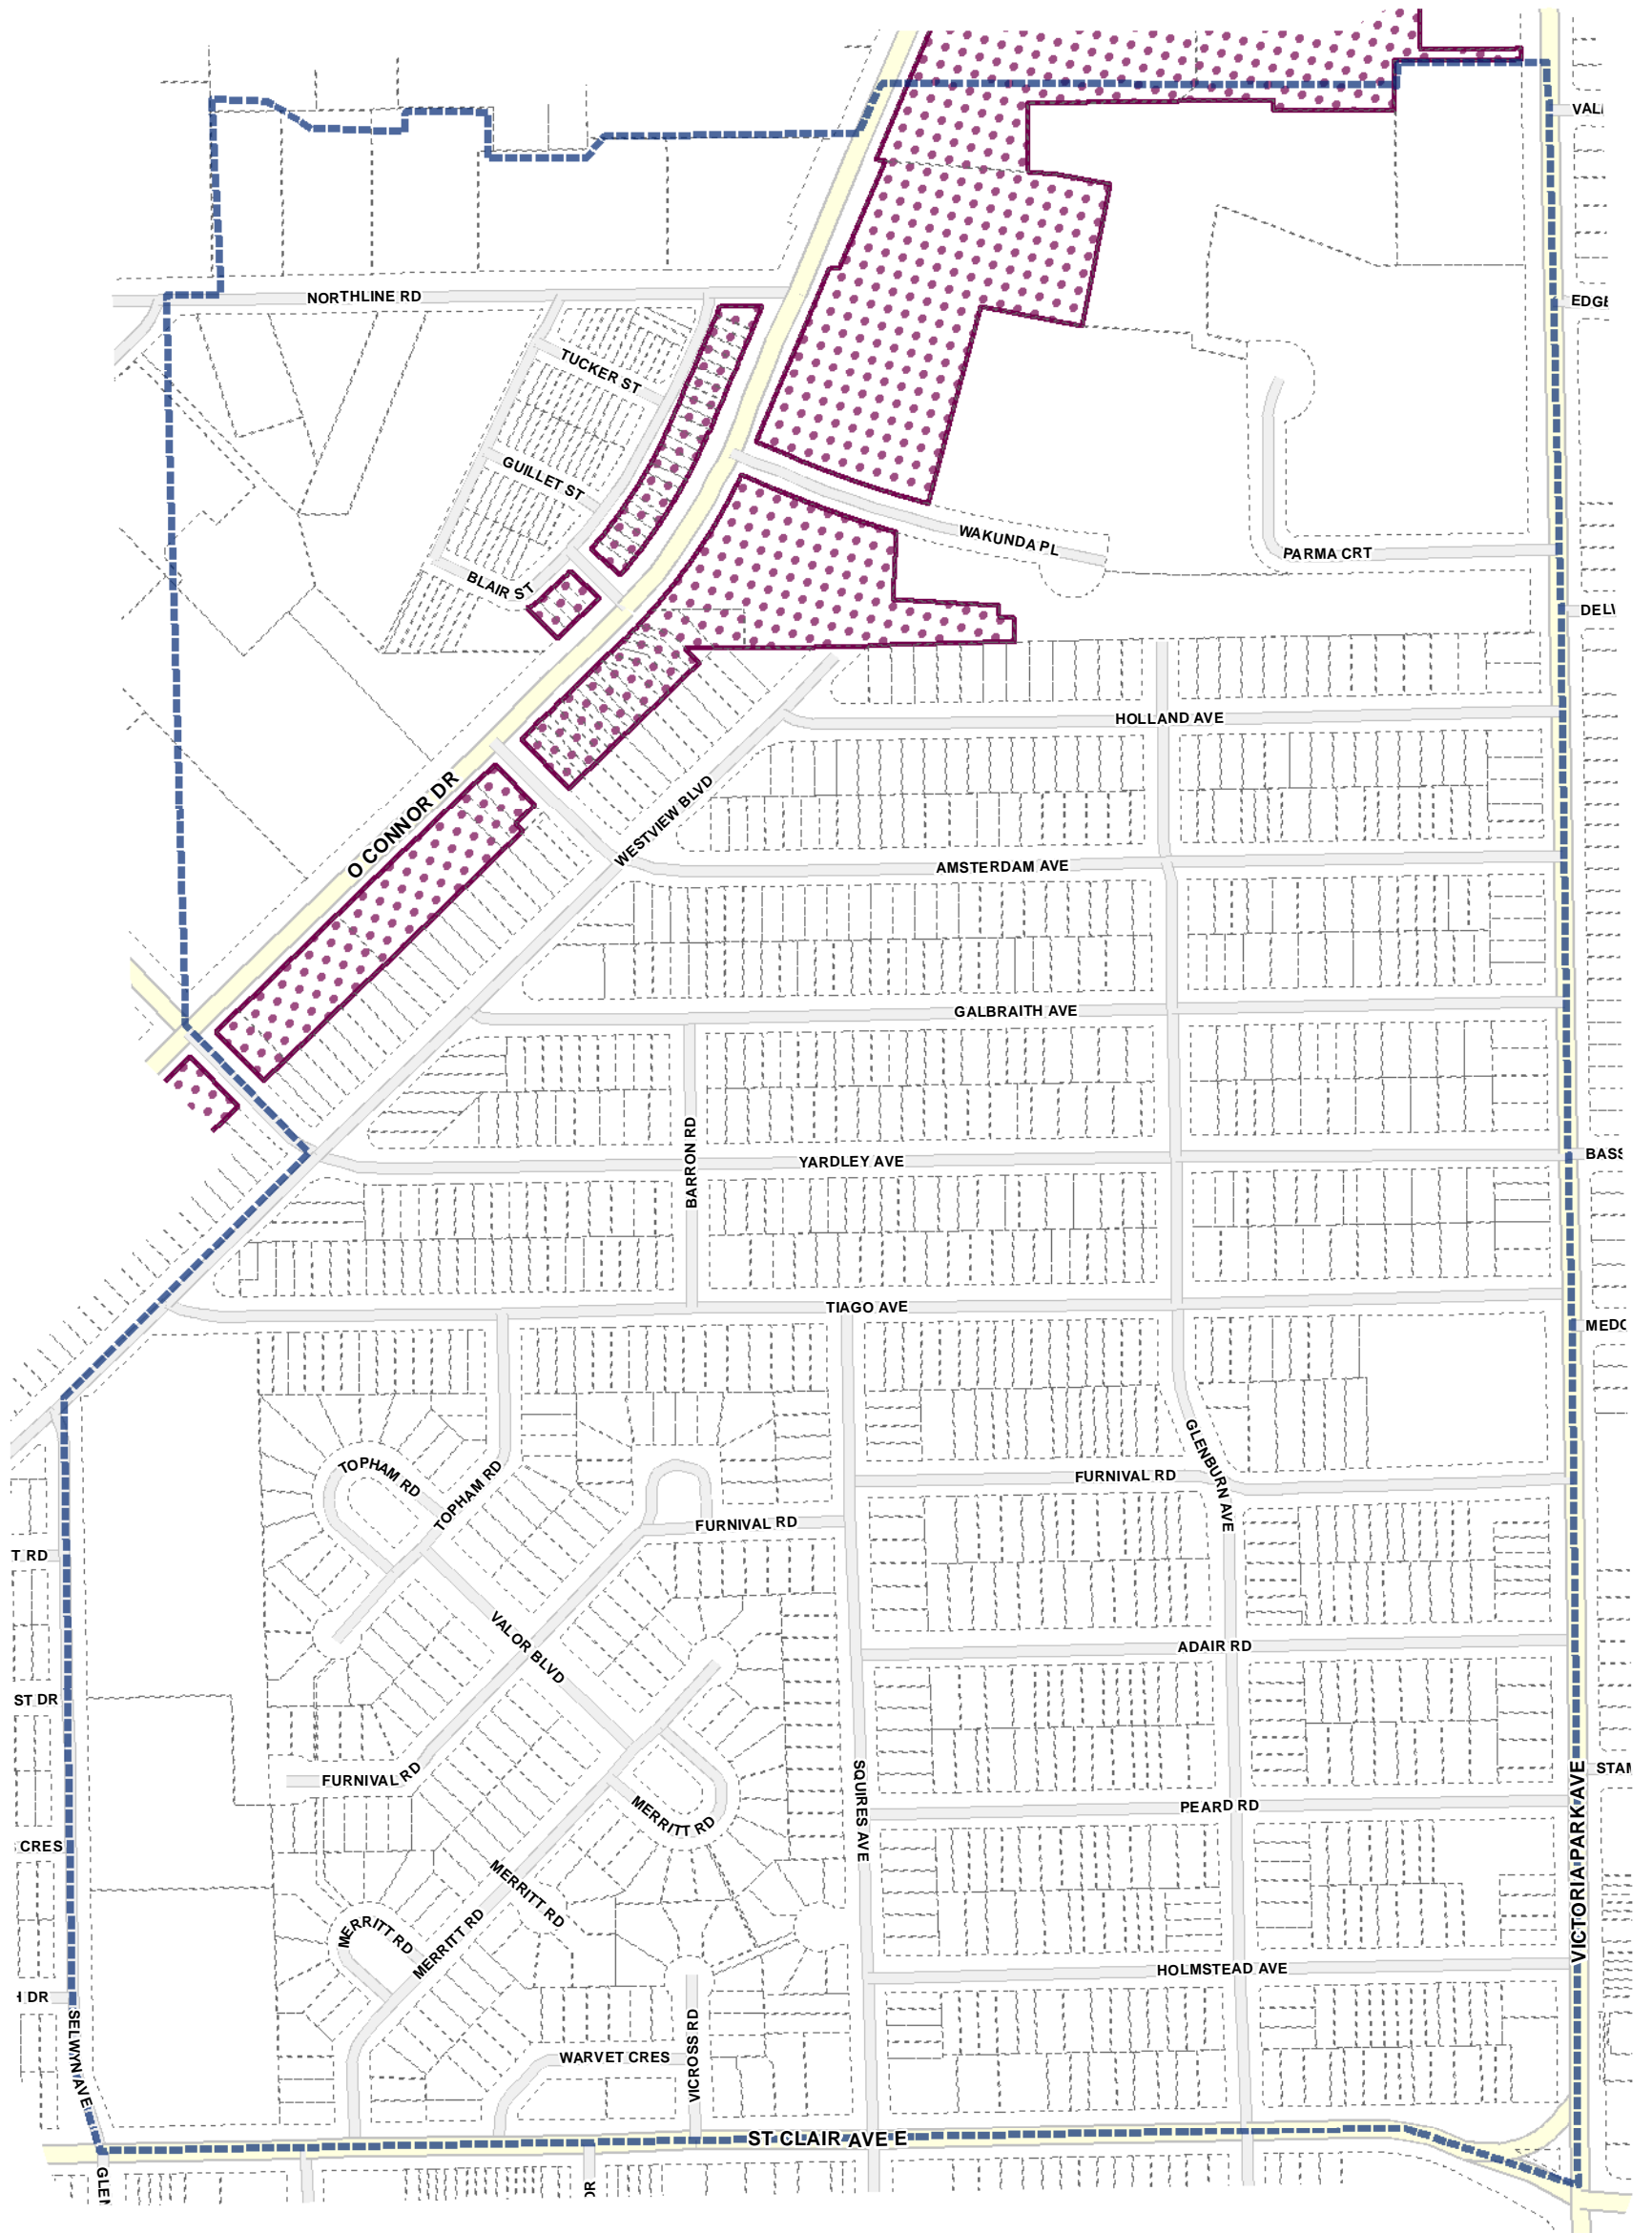 VALI
NORTHLINE RD
EDGE
TUCKER ST
GUILLET ST
WAKUNDA PL
PARMA CRT
BLAIR ST
DELV
HOLLAND AVE
O CONNOR DR
WESTVIEW BLVD
AMSTERDAM AVE
GALBRAITH AVE
BARRON RD
YARDLEY AVE
BASS
TIAGO AVE
MEDC
TOPHAM RD
TOPHAM RD
GLENBURN AVE
FURNIVAL RD
FURNIVAL RD
T RD
VALOR BLVD
ADAIR RD
ST DR
FURNIVAL RD
SQUIRES AVE
STAM
VICTORIA PARK AVE
MERRITT RD
PEARD RD
CRES
MERRITT RD
MERRITT RD
MERRITT RD
HOLMSTEAD AVE
H DR
SELWYN AVE
VICROSS RD
WARVET CRES
ST CLAIR AVE E
GLEN
OR